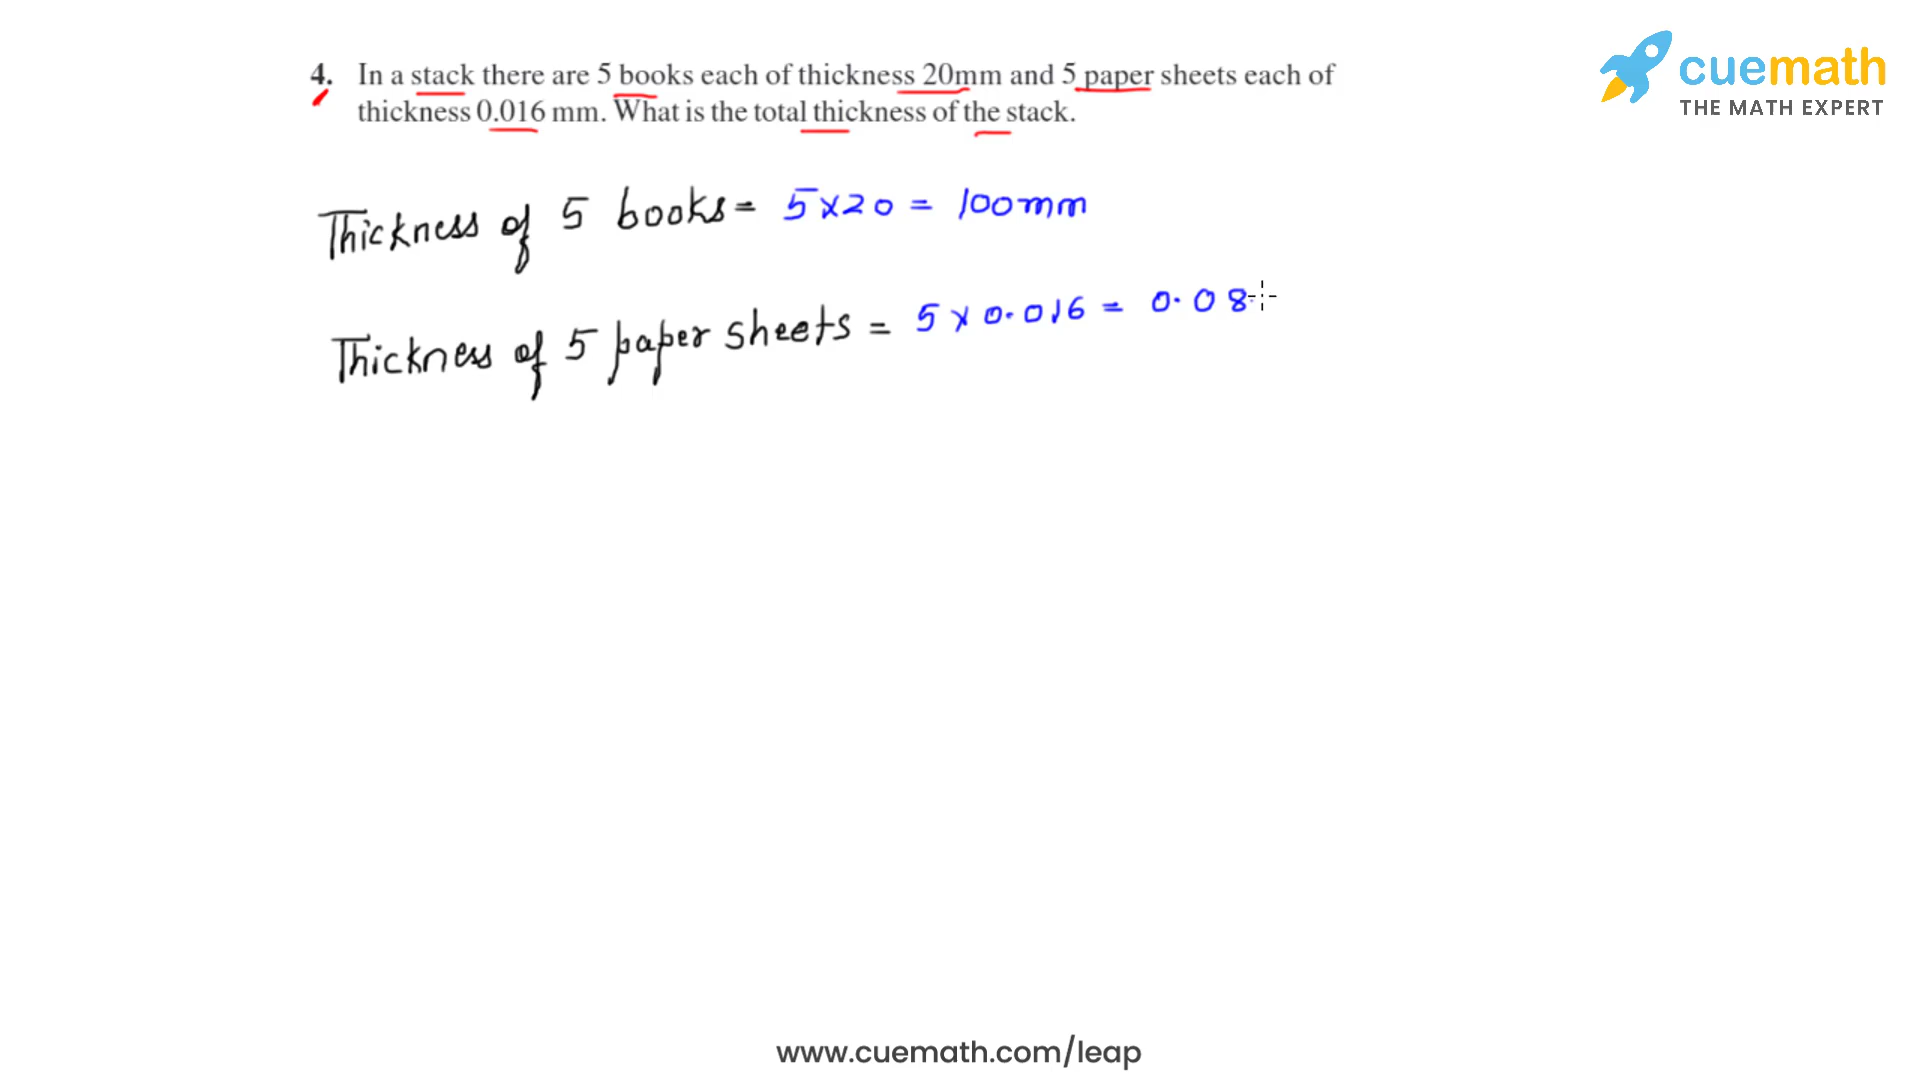 4. In a stack there are 5 books each of thickness 20mm and 5 paper sheets each of
thickness 0.016 mm. What is the total thickness of the stack.
cuemath
THE MATH EXPERT
Thickness of 5 books = 5 × 20 = 100mm
Thickness of 5 paper sheets = 5 × 0.016 = 0.08
www.cuemath.com/leap